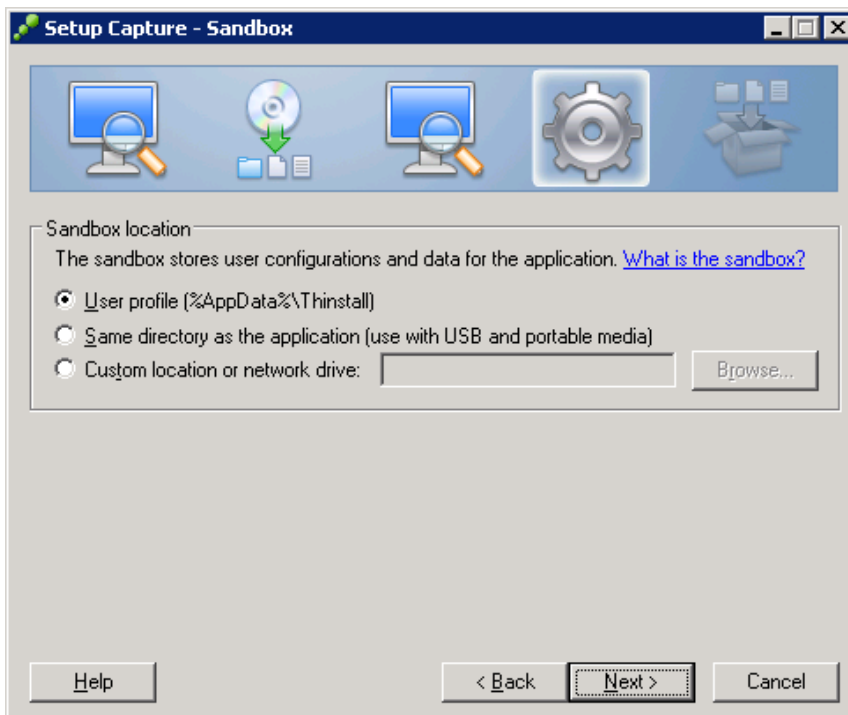 Setup Capture - Sandbox
Sandbox location
The sandbox stores user configurations and data for the application. What is the sandbox?
User profile (%AppData%\Thinstall)
Same directory as the application (use with USB and portable media)
Custom location or network drive: Browse...
Help < Back Next > Cancel